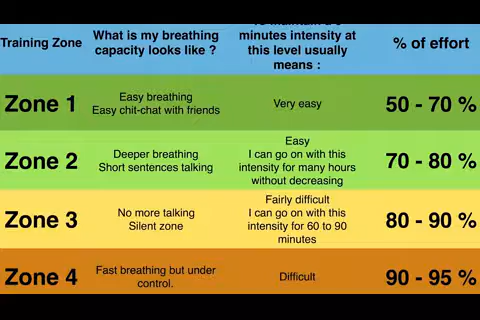 Training Zone
What is my breathing
capacity looks like ?
minutes intensity at
this level usually
means :
% of effort
Zone 1
Easy breathing
Easy chit-chat with friends
Very easy
50 - 70 %
Zone 2
Deeper breathing
Short sentences talking
Easy
I can go on with this
intensity for many hours
without decreasing
70 - 80 %
Zone 3
No more talking
Silent zone
Fairly difficult
I can go on with this
intensity for 60 to 90
minutes
80 - 90 %
Zone 4
Fast breathing but under
control.
Difficult
90 - 95 %